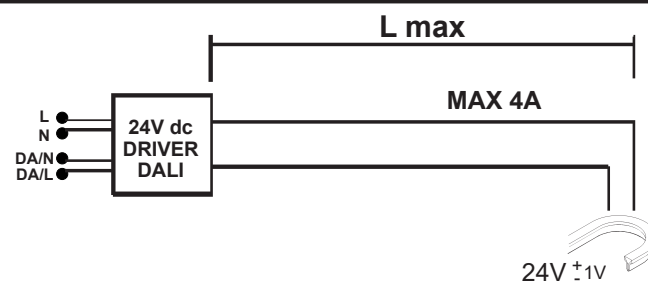 L max
MAX 4A
L
N
DA/N
DA/L
24V dc
DRIVER
DALI
24V +- 1V